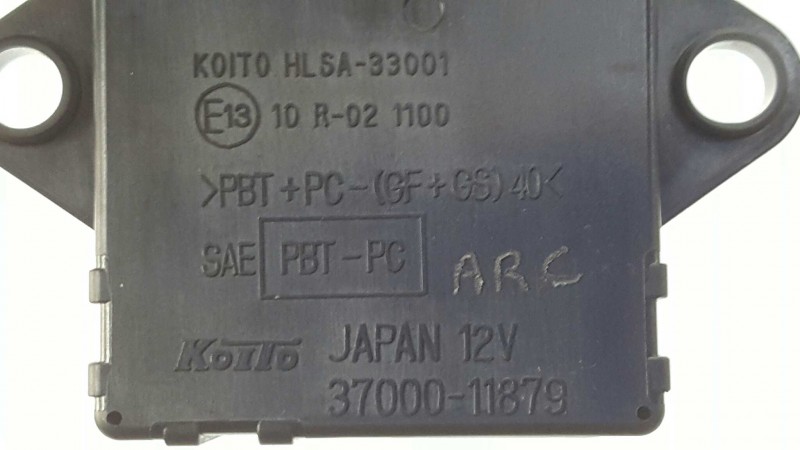 KOITO HLSA-33001
E13 10 R-02 1100
>PBT+PC-(GF+GS)40<
SAE PBT-PC ARC
KOITO JAPAN 12V
37000-11879